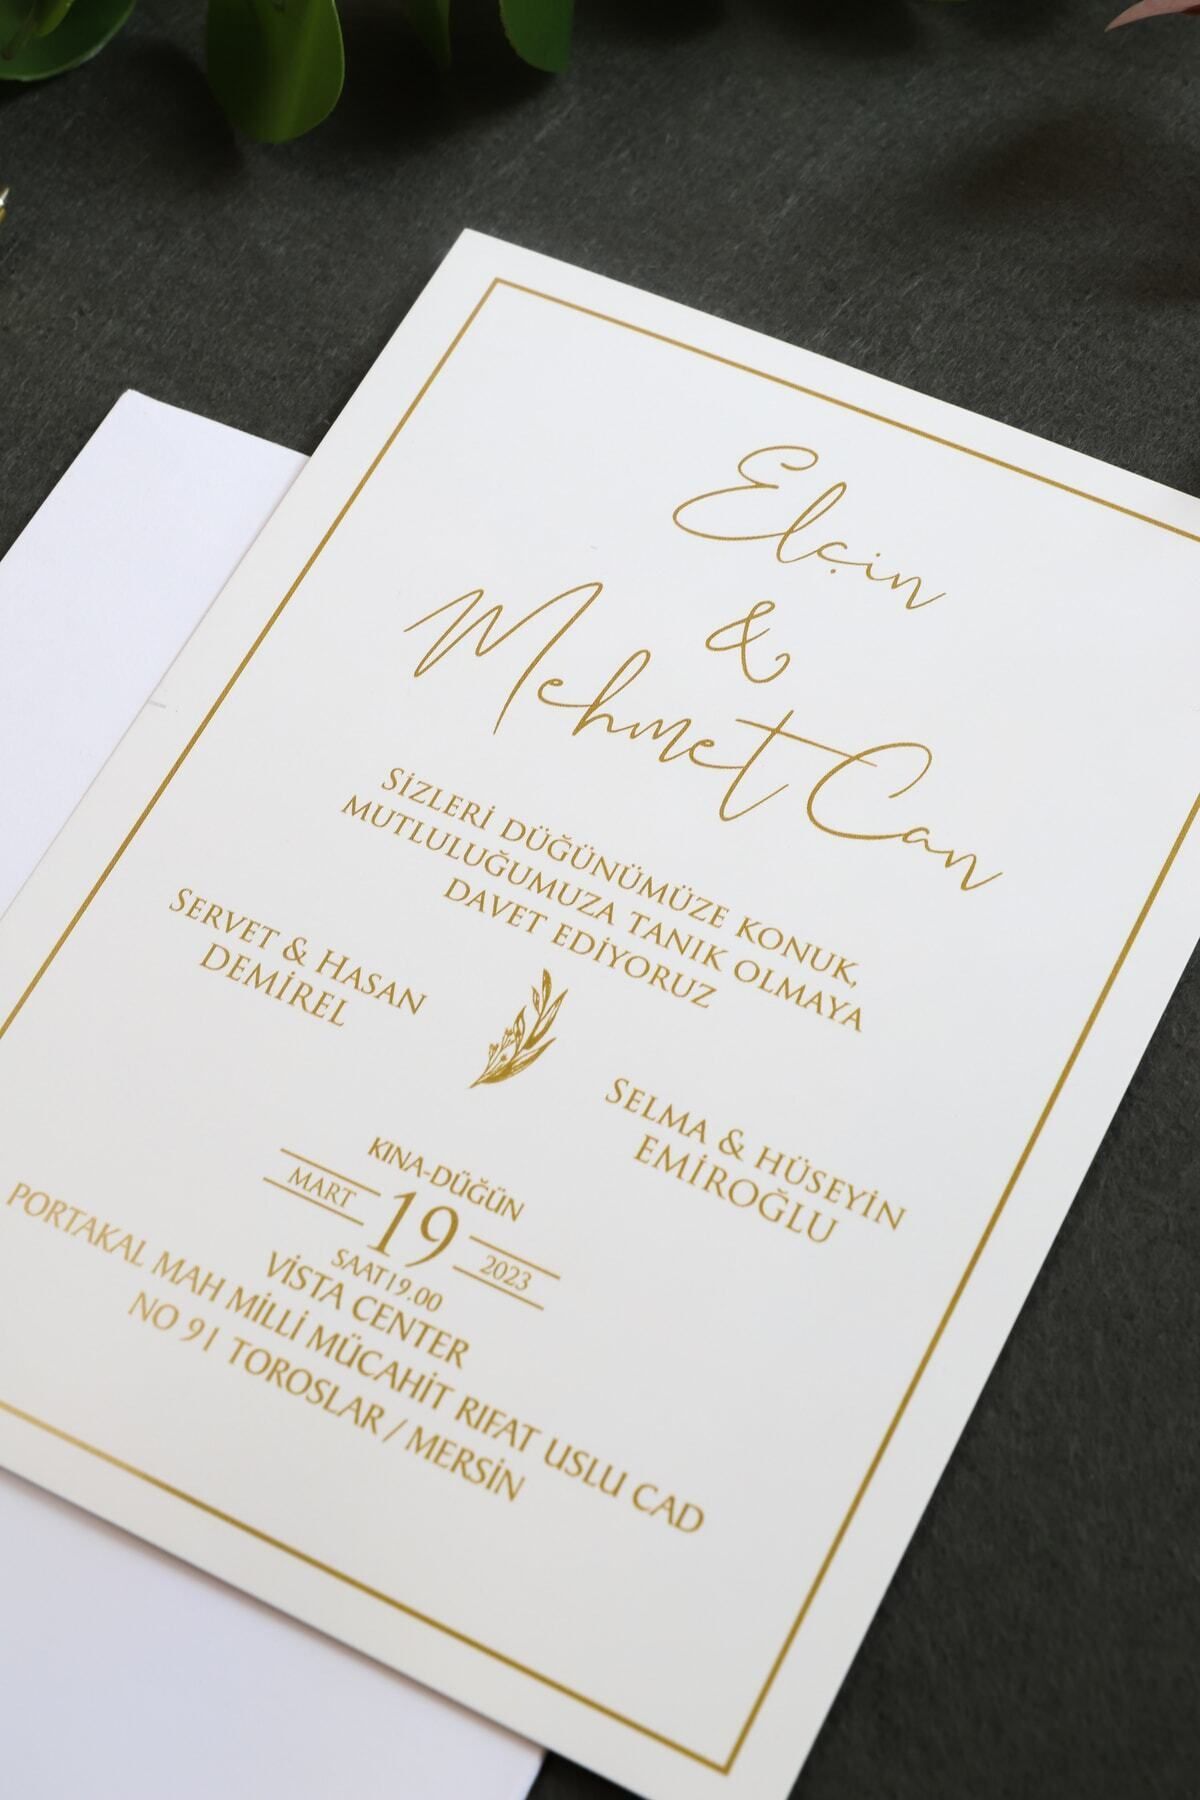 Elçin
&
Mehmet Can
SİZLERİ DÜĞÜNÜMÜZE KONUK,
MUTLULUĞUMUZA TANIK OLMAYA
DAVET EDİYORUZ
SERVET & HASAN
DEMİREL
SELMA & HÜSEYİN
EMİROĞLU
KINA-DÜĞÜN
MART 19 2023
SAAT19.00
VİSTA CENTER
PORTAKAL MAH MİLLİ MÜCAHİT RIFAT USLU CAD
NO 91 TOROSLAR / MERSİN